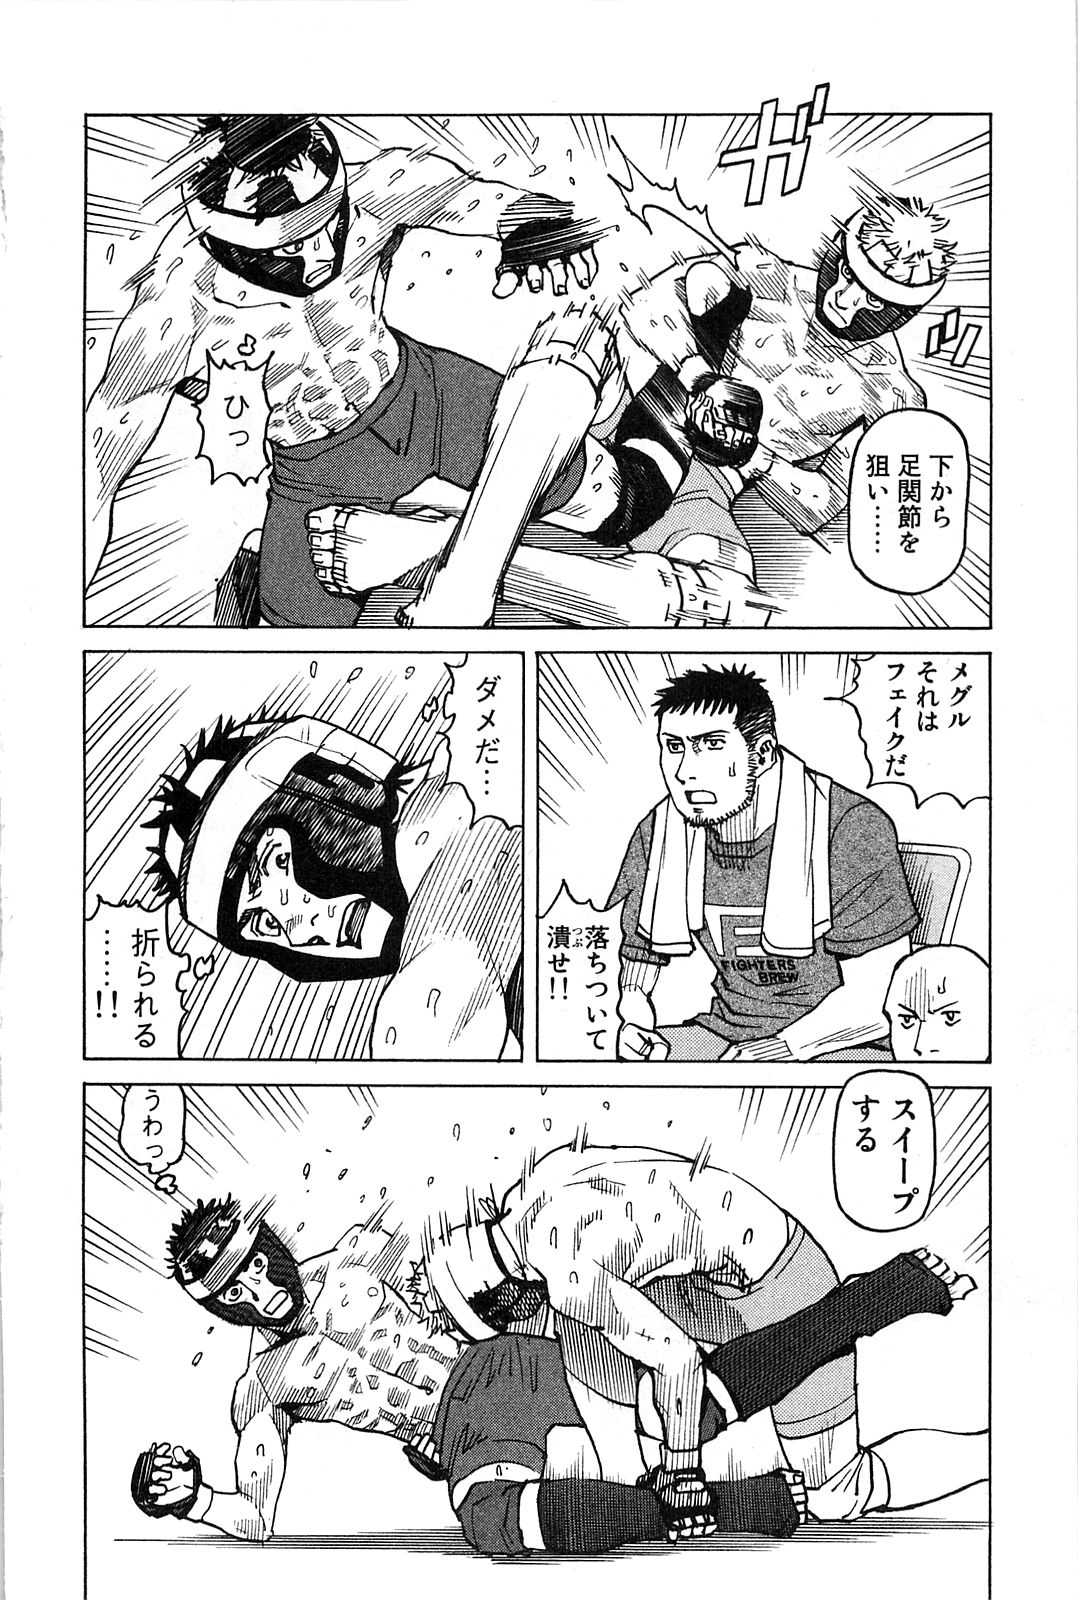 ガッ
グッ
下から
足関節を
狙い……
ひっ
メグル
それは
フェイクだ
落ちついて
潰せ!!
つぶ
FIGHTERS
BREW
ダメだ…
折られる
……!!
スイープ
する
うわっ